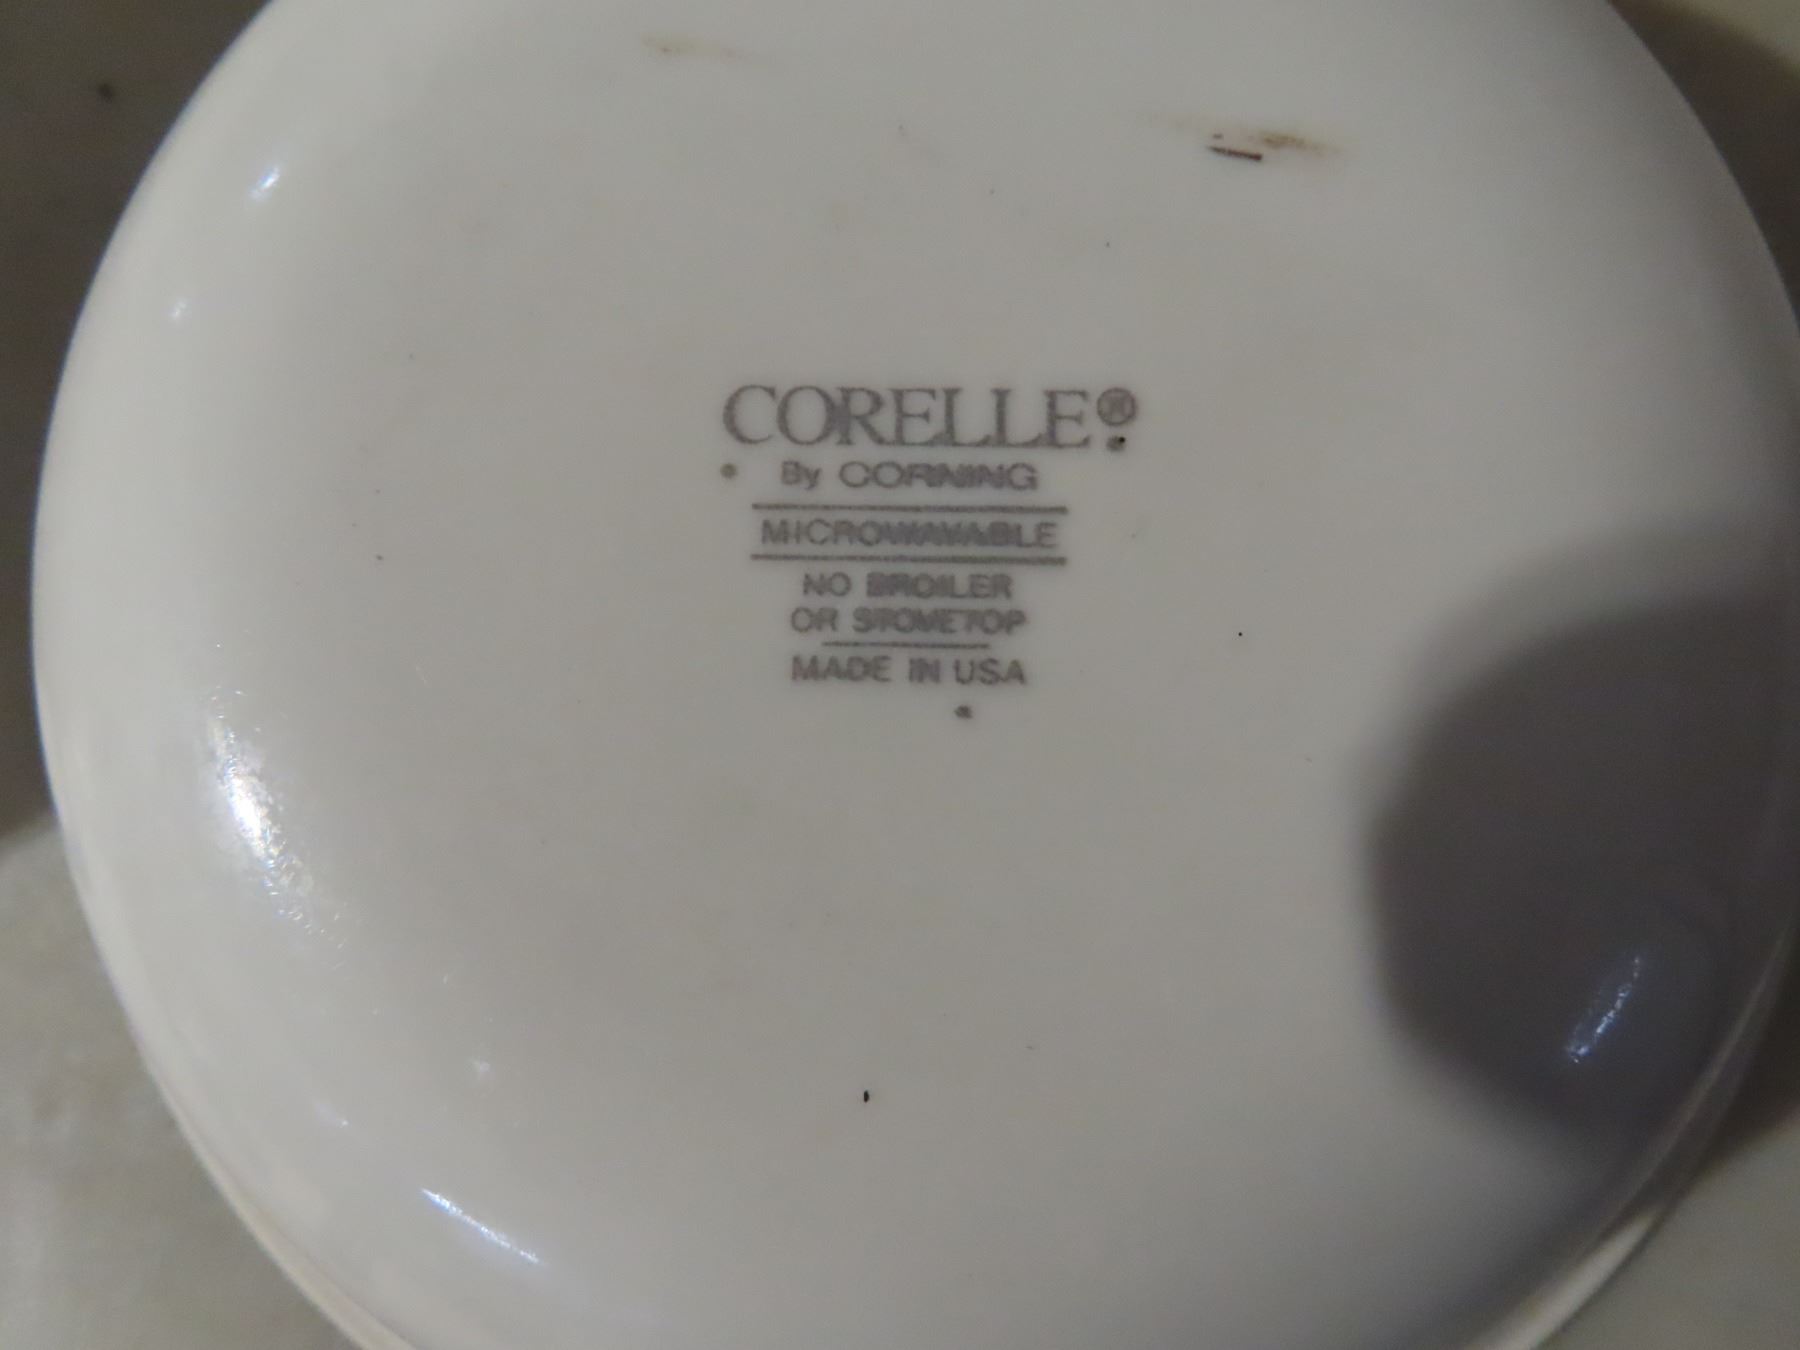 CORELLE®
By CORNING
MICROWAVABLE
NO BROILER
OR STOVETOP
MADE IN USA